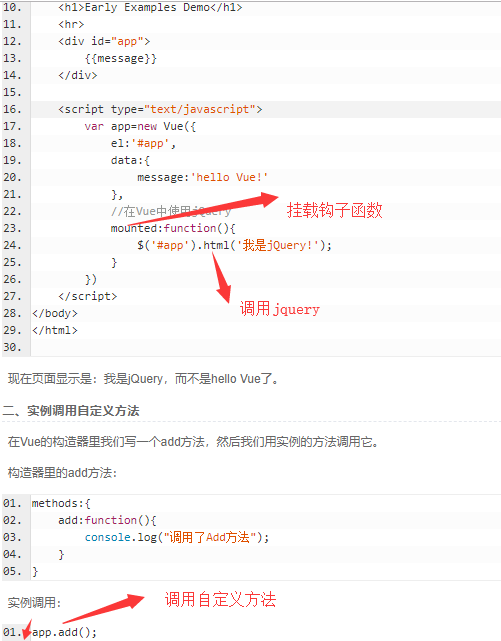 10. <h1>Early Examples Demo</h1>
11. <hr>
12. <div id="app">
13. {{message}}
14. </div>
15.
16. <script type="text/javascript">
17. var app=new Vue({
18. el:'#app',
19. data:{
20. message:'hello Vue!'
21. },
22. //在Vue中使用jQuery
挂载钩子函数
23. mounted:function(){
24. $('#app').html('我是jQuery!');
25. }
26. })
调用jquery
27. </script>
28. </body>
29. </html>
30.
现在页面显示是：我是jQuery，而不是hello Vue了。
二、实例调用自定义方法
在Vue的构造器里我们写一个add方法，然后我们用实例的方法调用它。
构造器里的add方法：
01. methods:{
02. add:function(){
03. console.log("调用了Add方法");
04. }
05. }
实例调用：
调用自定义方法
01. app.add();